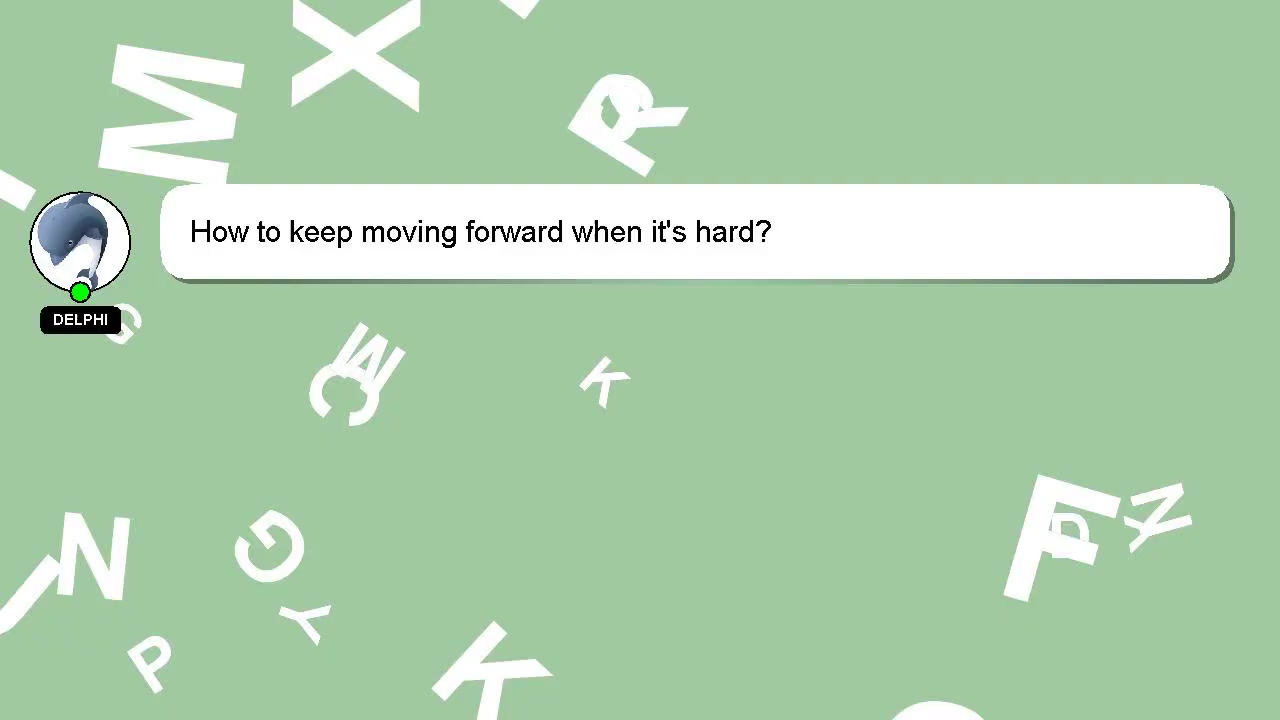 M
X
R
How to keep moving forward when it's hard?
DELPHI
G
M
C
K
F
D
N
Y
N
G
Y
P
K